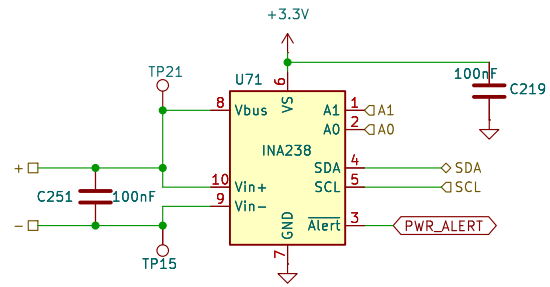 +3.3V
TP21
U71
100nF
C219
6
VS
8
Vbus
A1
1
A1
A0
2
A0
INA238
+
SDA
4
SDA
10
Vin+
SCL
5
SCL
C251
100nF
9
Vin-
-
GND
Alert
3
PWR_ALERT
7
TP15